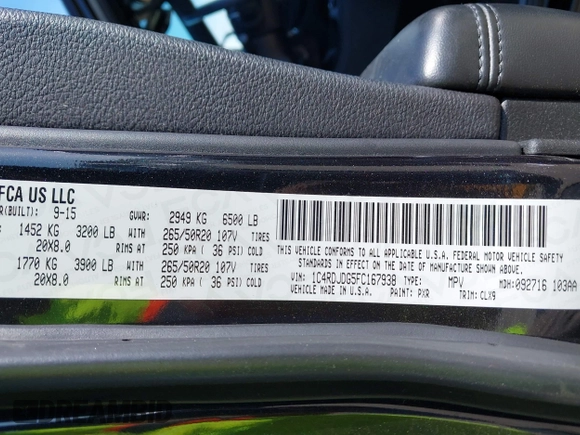 FCA US LLC
R(BUILT): 9-15 GVWR: 2949 KG 6500 LB
1452 KG 3200 LB WITH 265/50R20 107V TIRES
20X8.0 RIMS AT 250 KPA ( 36 PSI) COLD
1770 KG 3900 LB WITH 265/50R20 107V TIRES
20X8.0 RIMS AT 250 KPA ( 36 PSI) COLD
THIS VEHICLE CONFORMS TO ALL APPLICABLE U.S.A. FEDERAL MOTOR VEHICLE SAFETY
STANDARDS IN EFFECT ON THE DATE OF MANUFACTURE SHOWN ABOVE.
VIN: 1C4RDJDG5FC167938 TYPE: MPV MDH: 092716 103AA
VEHICLE MADE IN U.S.A. PAINT: PXR TRIM: CLX9